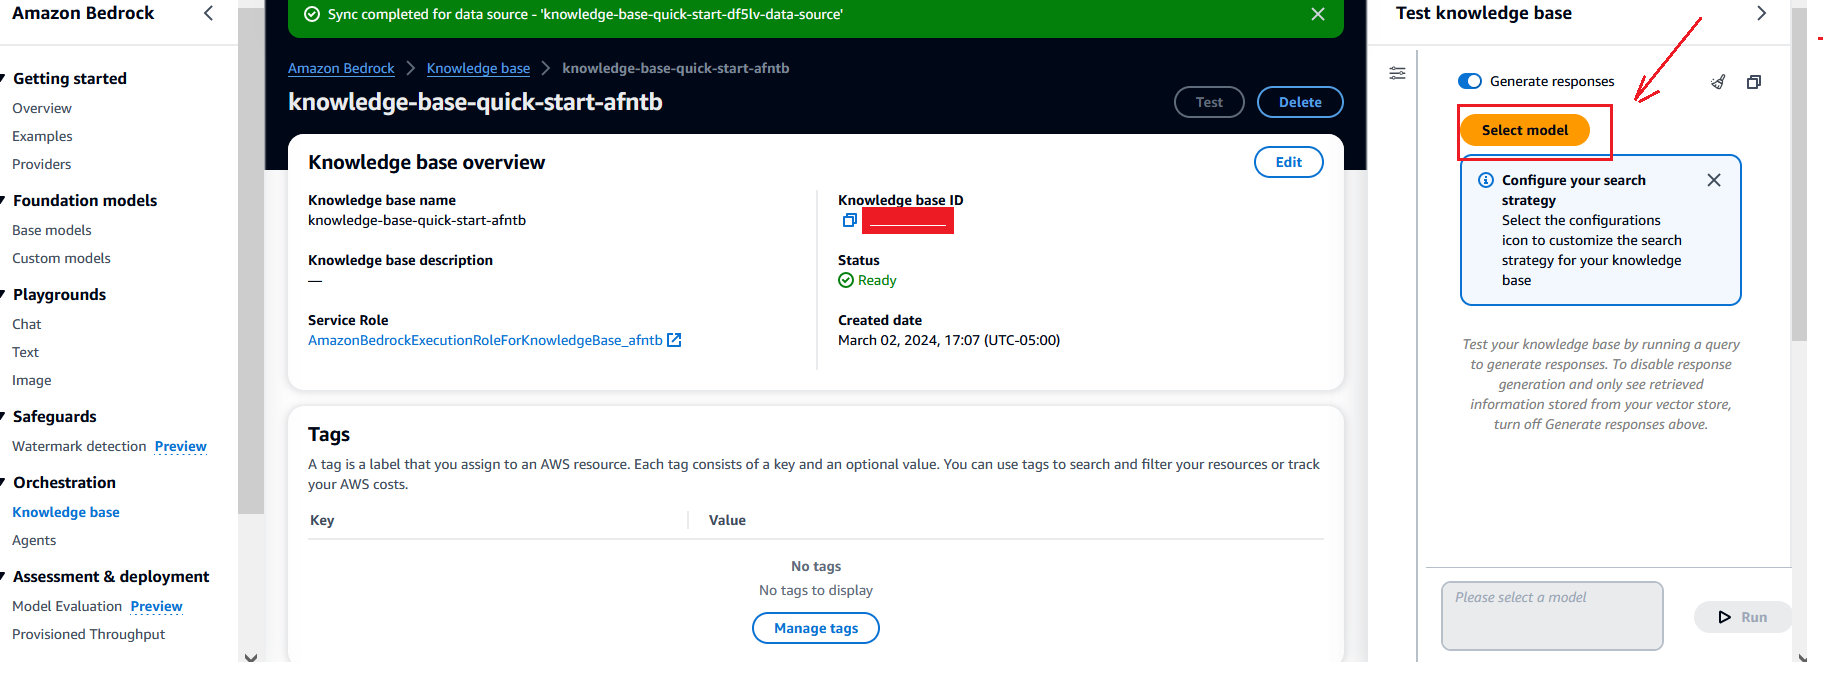 Amazon Bedrock
Getting started
Overview
Examples
Providers
Foundation models
Base models
Custom models
Playgrounds
Chat
Text
Image
Safeguards
Watermark detection Preview
Orchestration
Knowledge base
Agents
Assessment & deployment
Model Evaluation Preview
Provisioned Throughput
Sync completed for data source - 'knowledge-base-quick-start-df5lv-data-source'
Amazon Bedrock Knowledge base knowledge-base-quick-start-afntb
knowledge-base-quick-start-afntb
Test Delete
Knowledge base overview
Edit
Knowledge base name
knowledge-base-quick-start-afntb
Knowledge base description
—
Service Role
AmazonBedrockExecutionRoleForKnowledgeBase_afntb
Knowledge base ID
Status
Ready
Created date
March 02, 2024, 17:07 (UTC-05:00)
Tags
A tag is a label that you assign to an AWS resource. Each tag consists of a key and an optional value. You can use tags to search and filter your resources or track
your AWS costs.
Key Value
No tags
No tags to display
Manage tags
Test knowledge base
Generate responses
Select model
Configure your search
strategy
Select the configurations
icon to customize the search
strategy for your knowledge
base
Test your knowledge base by running a query
to generate responses. To disable response
generation and only see retrieved
information stored from your vector store,
turn off Generate responses above.
Please select a model
Run